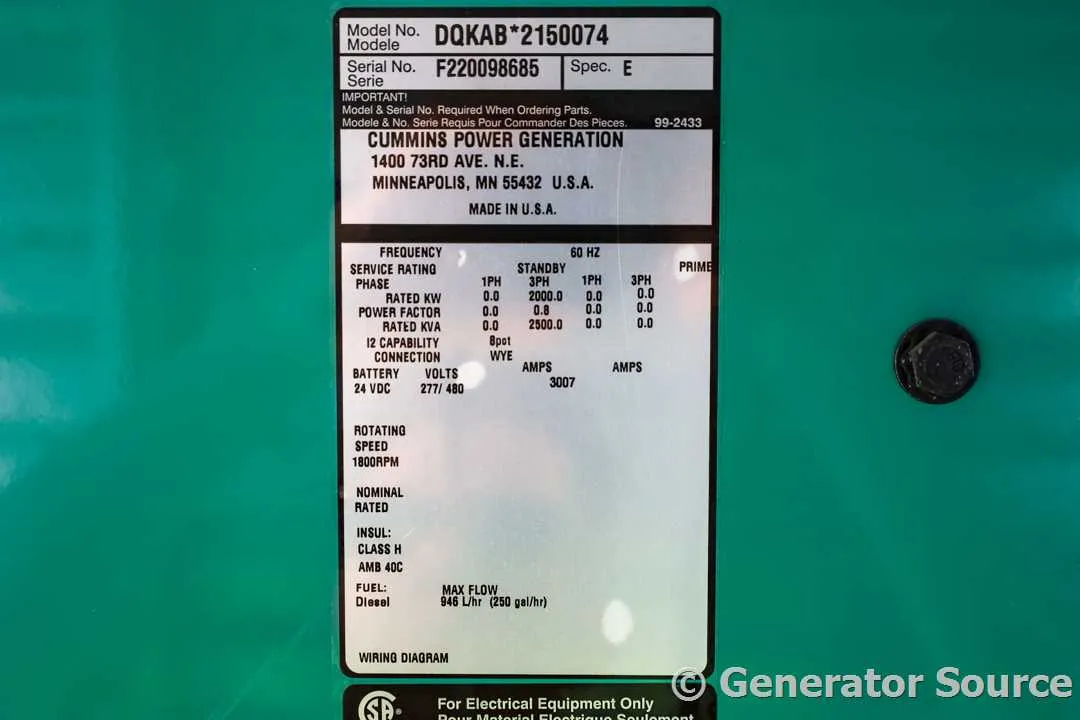 Model No. DQKAB*2150074
Modele
Serial No. F220098685 Spec. E
Serie
IMPORTANT!
Model & Serial No. Required When Ordering Parts.
Modele & No. Serie Requis Pour Commander Des Pieces. 99-2433
CUMMINS POWER GENERATION
1400 73RD AVE. N.E.
MINNEAPOLIS, MN 55432 U.S.A.
MADE IN U.S.A.
FREQUENCY 60 HZ
SERVICE RATING STANDBY PRIME
PHASE 1PH 3PH 1PH 3PH
RATED KW 0.0 2000.0 0.0 0.0
POWER FACTOR 0.0 0.8 0.0 0.0
RATED KVA 0.0 2500.0 0.0 0.0
I2 CAPABILITY 8pct
CONNECTION WYE
BATTERY VOLTS AMPS AMPS
24 VDC 277/ 480 3007
ROTATING
SPEED
1800RPM
NOMINAL
RATED
INSUL:
CLASS H
AMB 40C
FUEL: MAX FLOW
Diesel 946 L/hr (250 gal/hr)
WIRING DIAGRAM
© Generator Source
SA® For Electrical Equipment Only
Pour Material Electrique Seulement